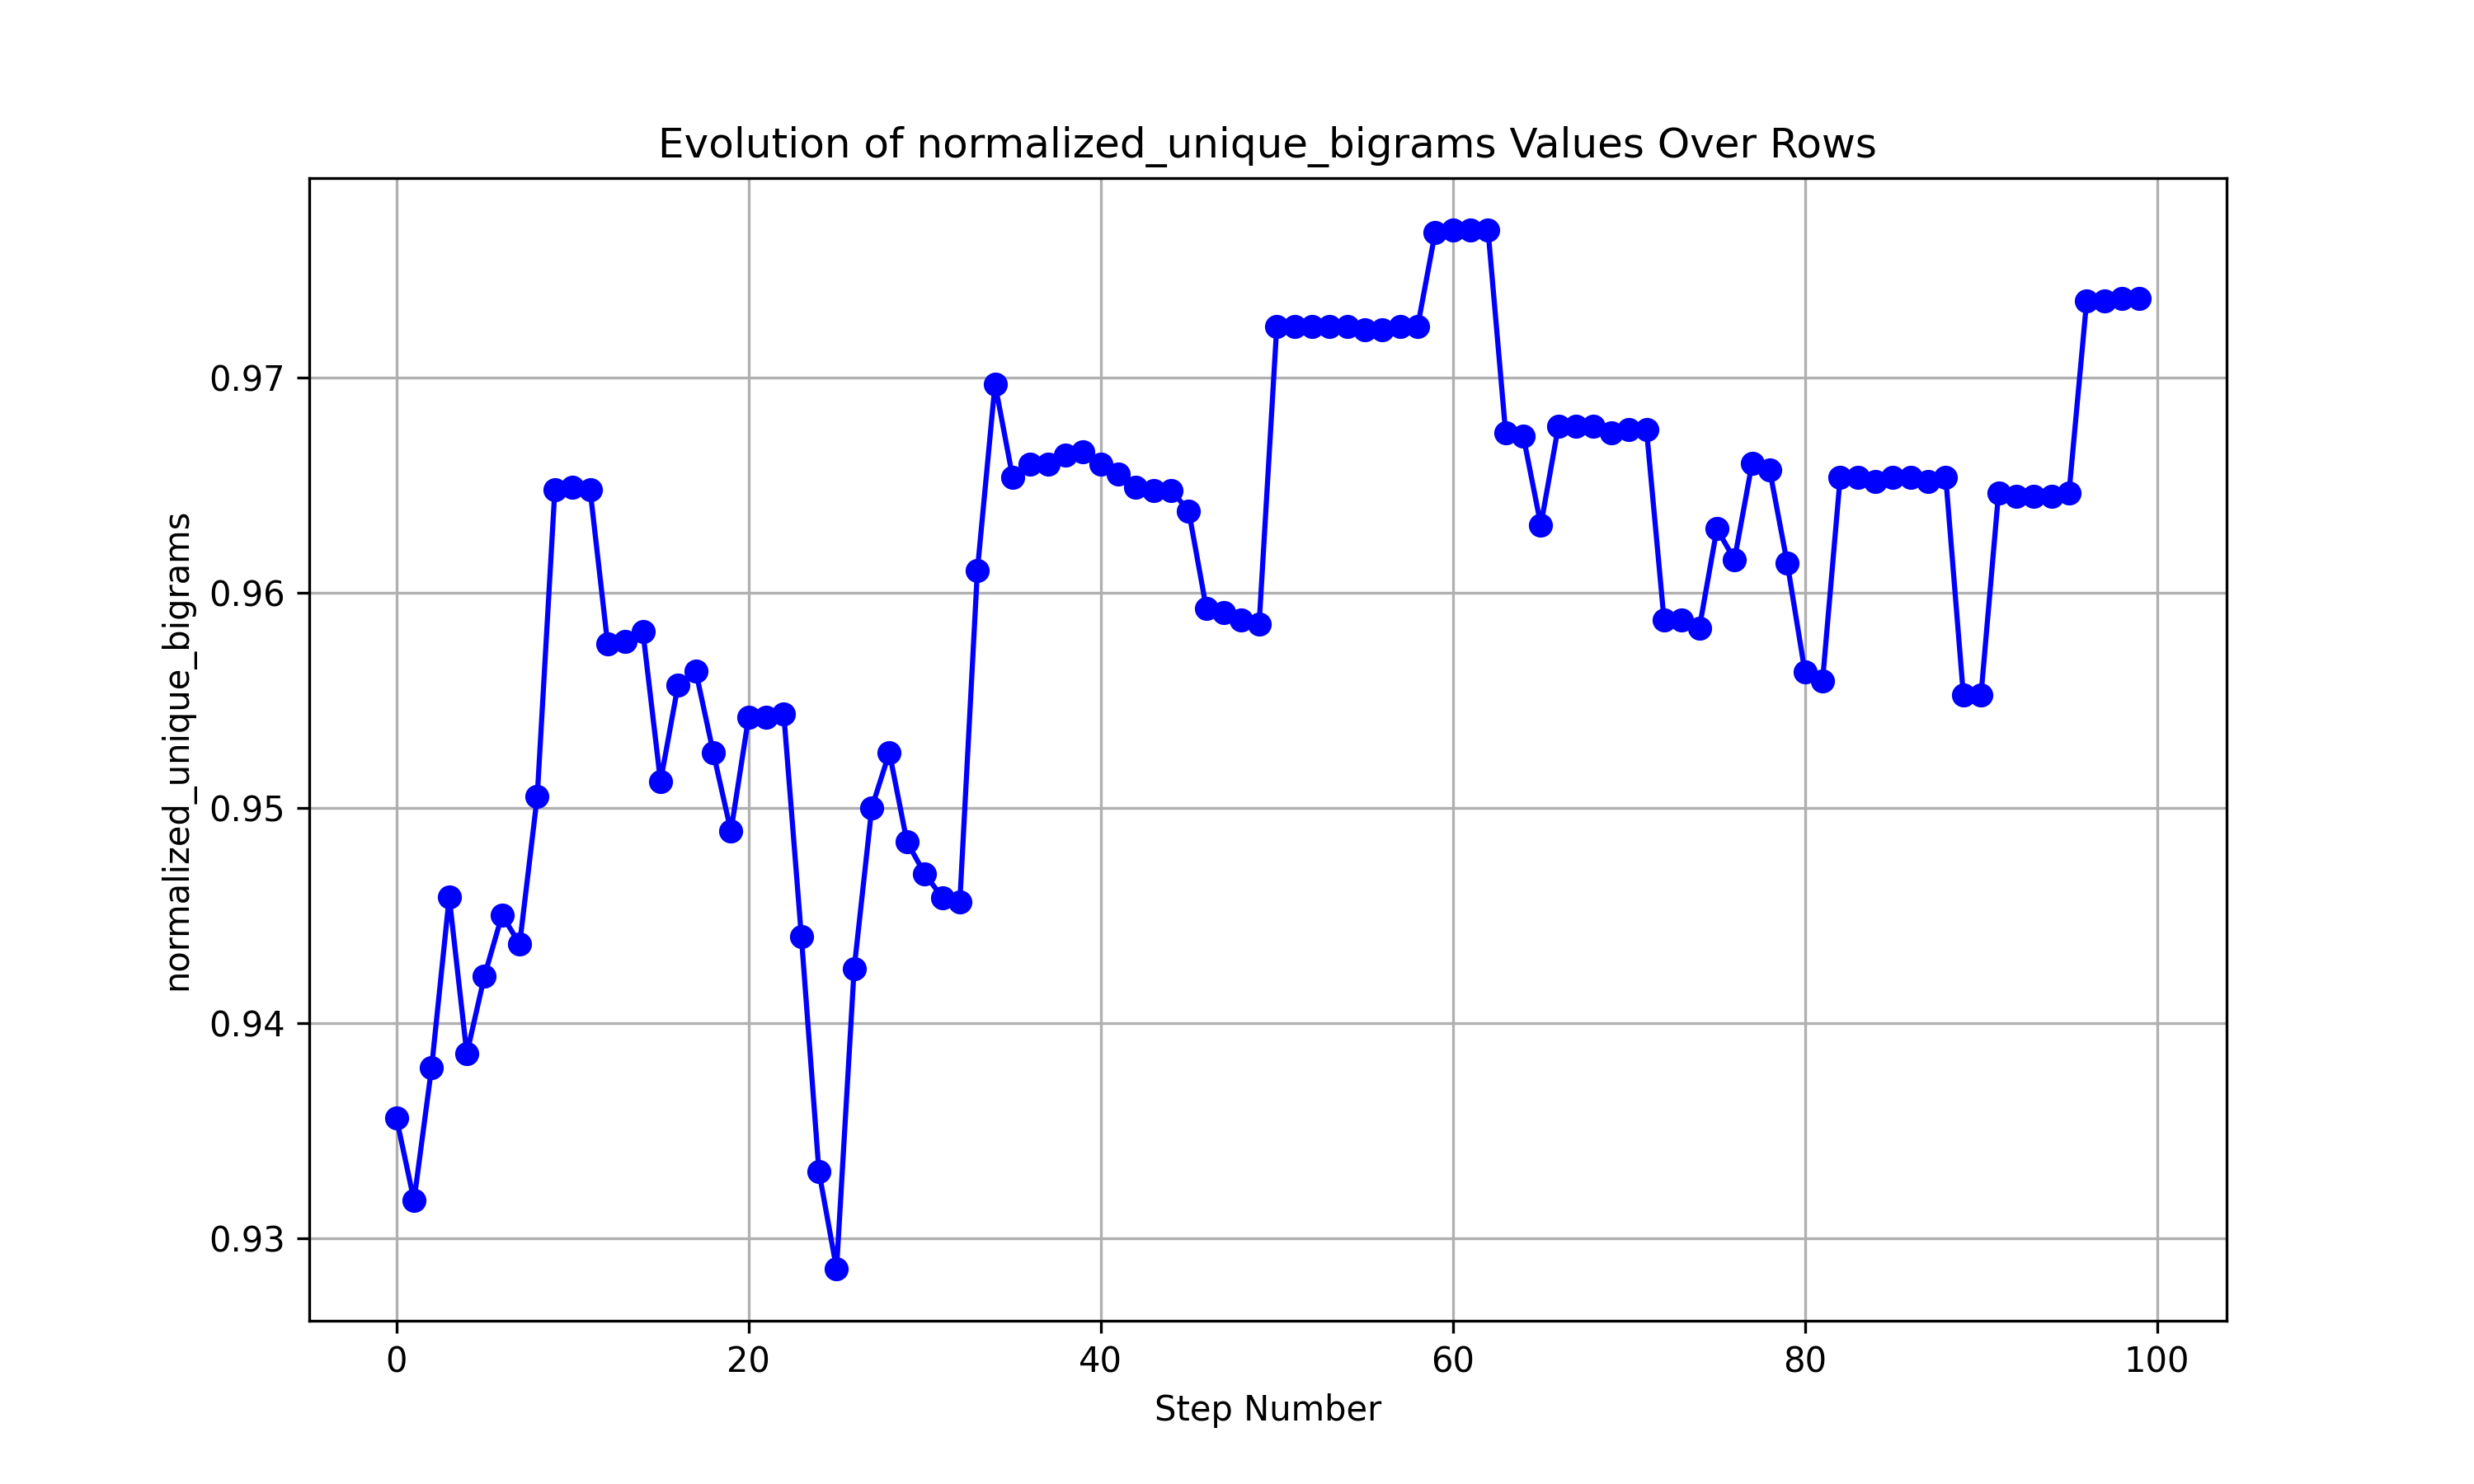 Evolution of normalized_unique_bigrams Values Over Rows
normalized_unique_bigrams
0.97
0.96
0.95
0.94
0.93
0 20 40 60 80 100
Step Number